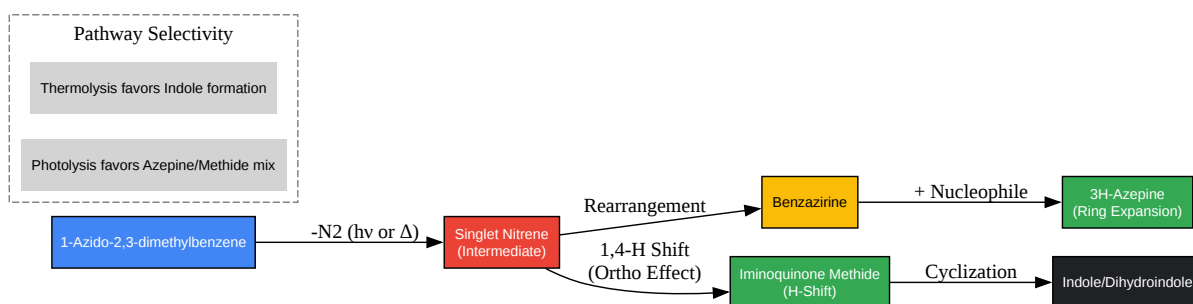 Pathway Selectivity
Thermolysis favors Indole formation
Photolysis favors Azepine/Methide mix
1-Azido-2,3-dimethylbenzene
-N2 (hν or Δ)
Singlet Nitrene
(Intermediate)
Rearrangement
Benzazirine
+ Nucleophile
3H-Azepine
(Ring Expansion)
1,4-H Shift
(Ortho Effect)
Iminoquinone Methide
(H-Shift)
Cyclization
Indole/Dihydroindole